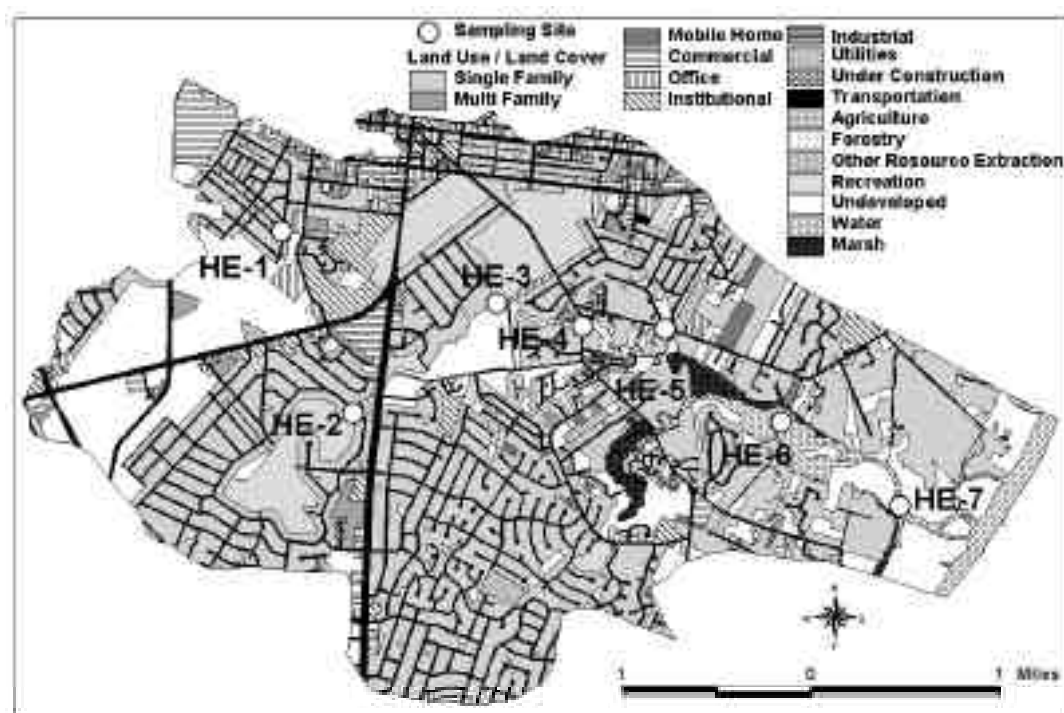 Sampling Site
Land Use / Land Cover
Single Family
Multi Family
Mobile Home
Commercial
Office
Institutional
Industrial
Utilities
Under Construction
Transportation
Agriculture
Forestry
Other Resource Extraction
Recreation
Undeveloped
Water
Marsh
HE-1
HE-3
HE-4
HE-5
HE-2
HE-6
HE-7
1 0 1 Miles